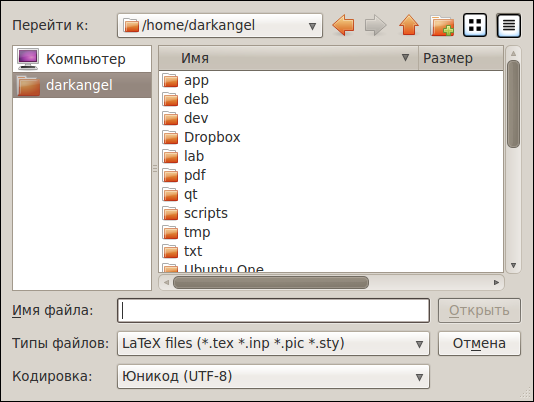 Перейти к: /home/darkangel
Компьютер
darkangel
Имя Размер
app
deb
dev
Dropbox
lab
pdf
qt
scripts
tmp
txt
Ubuntu One
Имя файла: Открыть
Типы файлов: LaTeX files (*.tex *.inp *.pic *.sty) Отмена
Кодировка: Юникод (UTF-8)